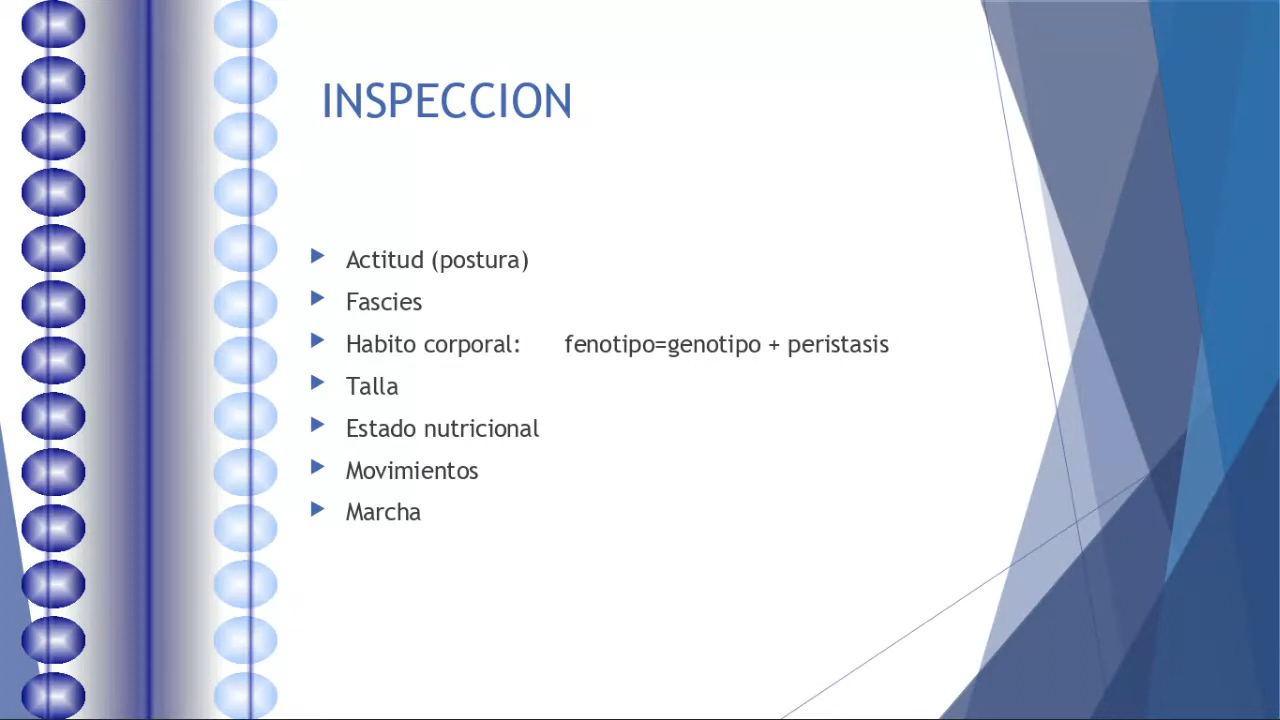 INSPECCION
Actitud (postura)
Fascies
Habito corporal: fenotipo=genotipo + peristasis
Talla
Estado nutricional
Movimientos
Marcha